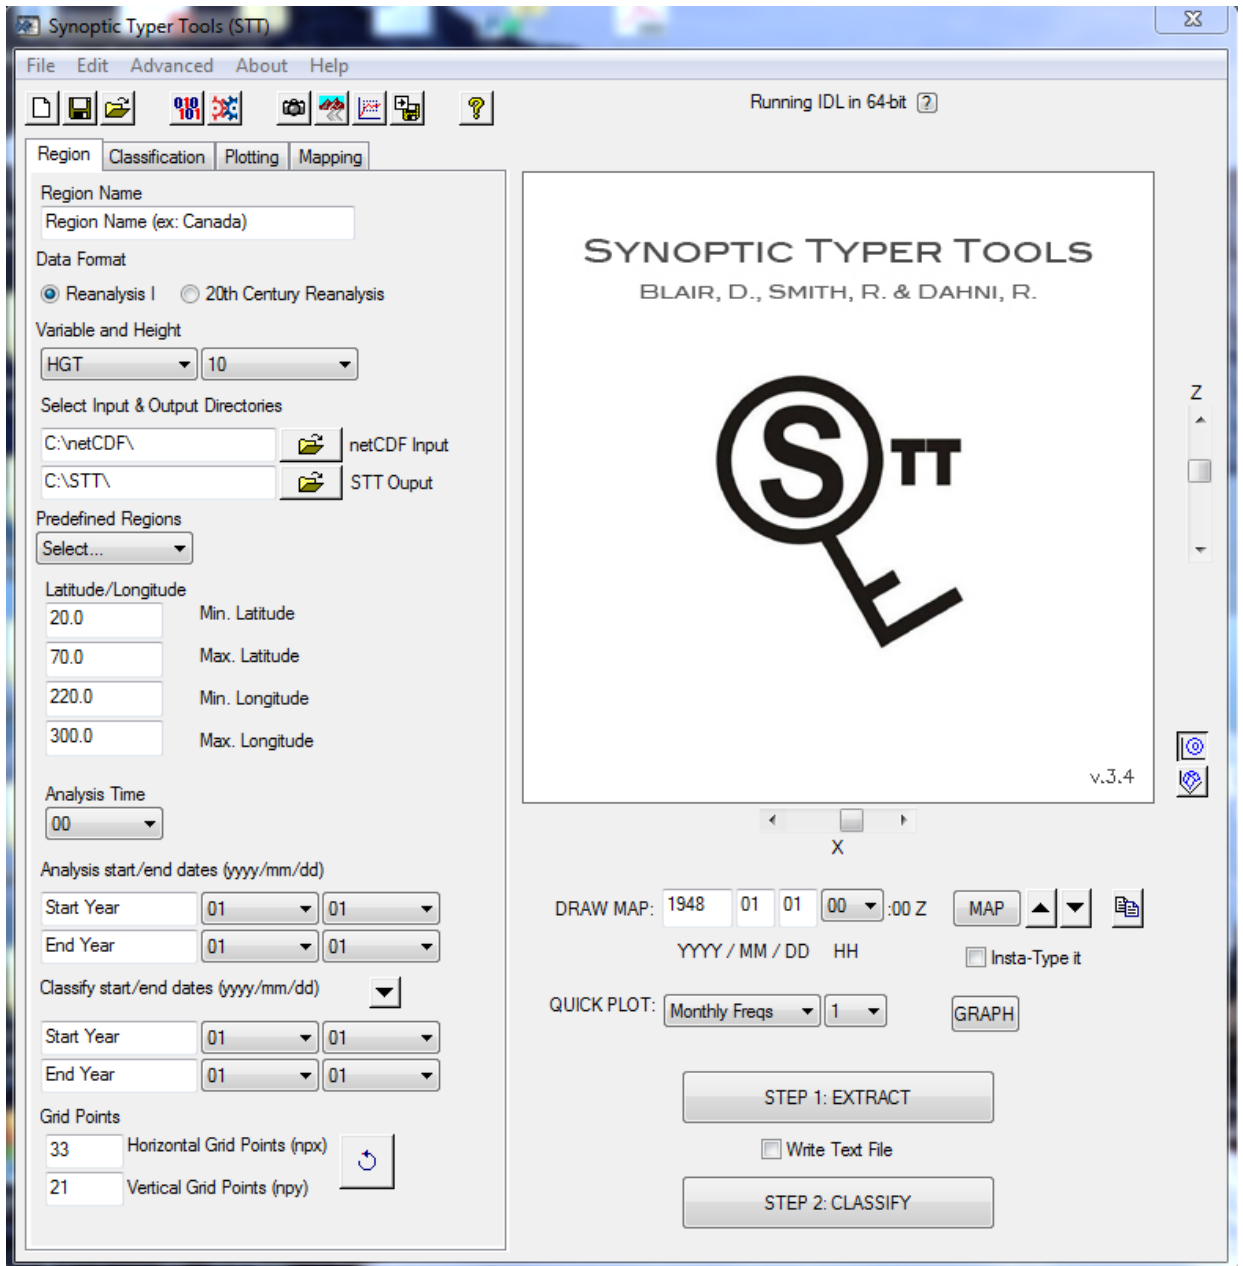 Synoptic Typer Tools (STT)
File Edit Advanced About Help
010
101
?
Running IDL in 64-bit ?
Region Classification Plotting Mapping
Region Name
Region Name (ex: Canada)
Data Format
Reanalysis I 20th Century Reanalysis
Variable and Height
HGT 10
Select Input & Output Directories
C:\netCDF\ netCDF Input
C:\STT\ STT Ouput
Predefined Regions
Select...
Latitude/Longitude
20.0 Min. Latitude
70.0 Max. Latitude
220.0 Min. Longitude
300.0 Max. Longitude
Analysis Time
00
Analysis start/end dates (yyyy/mm/dd)
Start Year 01 01
End Year 01 01
Classify start/end dates (yyyy/mm/dd)
Start Year 01 01
End Year 01 01
Grid Points
33 Horizontal Grid Points (npx)
21 Vertical Grid Points (npy)
SYNOPTIC TYPER TOOLS
BLAIR, D., SMITH, R. & DAHNI, R.
STT
v.3.4
Z
X
DRAW MAP: 1948 01 01 00 :00 Z MAP
YYYY / MM / DD HH
Insta-Type it
QUICK PLOT: Monthly Freqs 1 GRAPH
STEP 1: EXTRACT
Write Text File
STEP 2: CLASSIFY